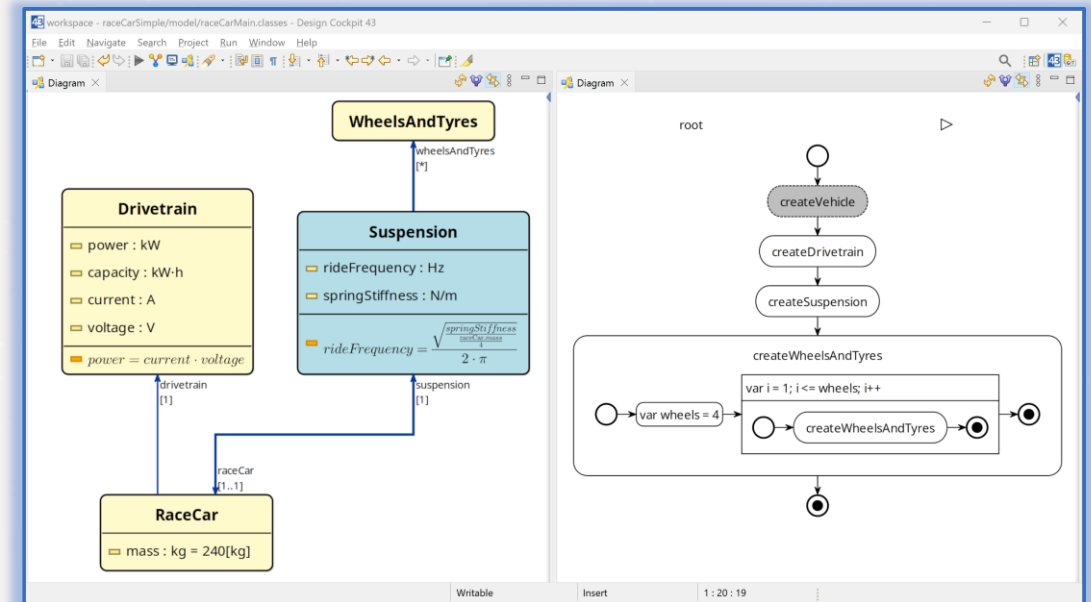 workspace - raceCarSimple/model/raceCarMain.classes - Design Cockpit 43
File Edit Navigate Search Project Run Window Help
Diagram
WheelsAndTyres
wheelsAndTyres
[*]
Drivetrain
power : kW
capacity : kW·h
current : A
voltage : V
power = current · voltage
Suspension
rideFrequency : Hz
springStiffness : N/m
rideFrequency = √(springStiffness / (raceCar.mass / 4)) / (2 · π)
drivetrain
[1]
suspension
[1]
raceCar
[1..1]
RaceCar
mass : kg = 240[kg]
Diagram
root
createVehicle
createDrivetrain
createSuspension
createWheelsAndTyres
var i = 1; i <= wheels; i++
var wheels = 4
createWheelsAndTyres
Writable Insert 1 : 20 : 19